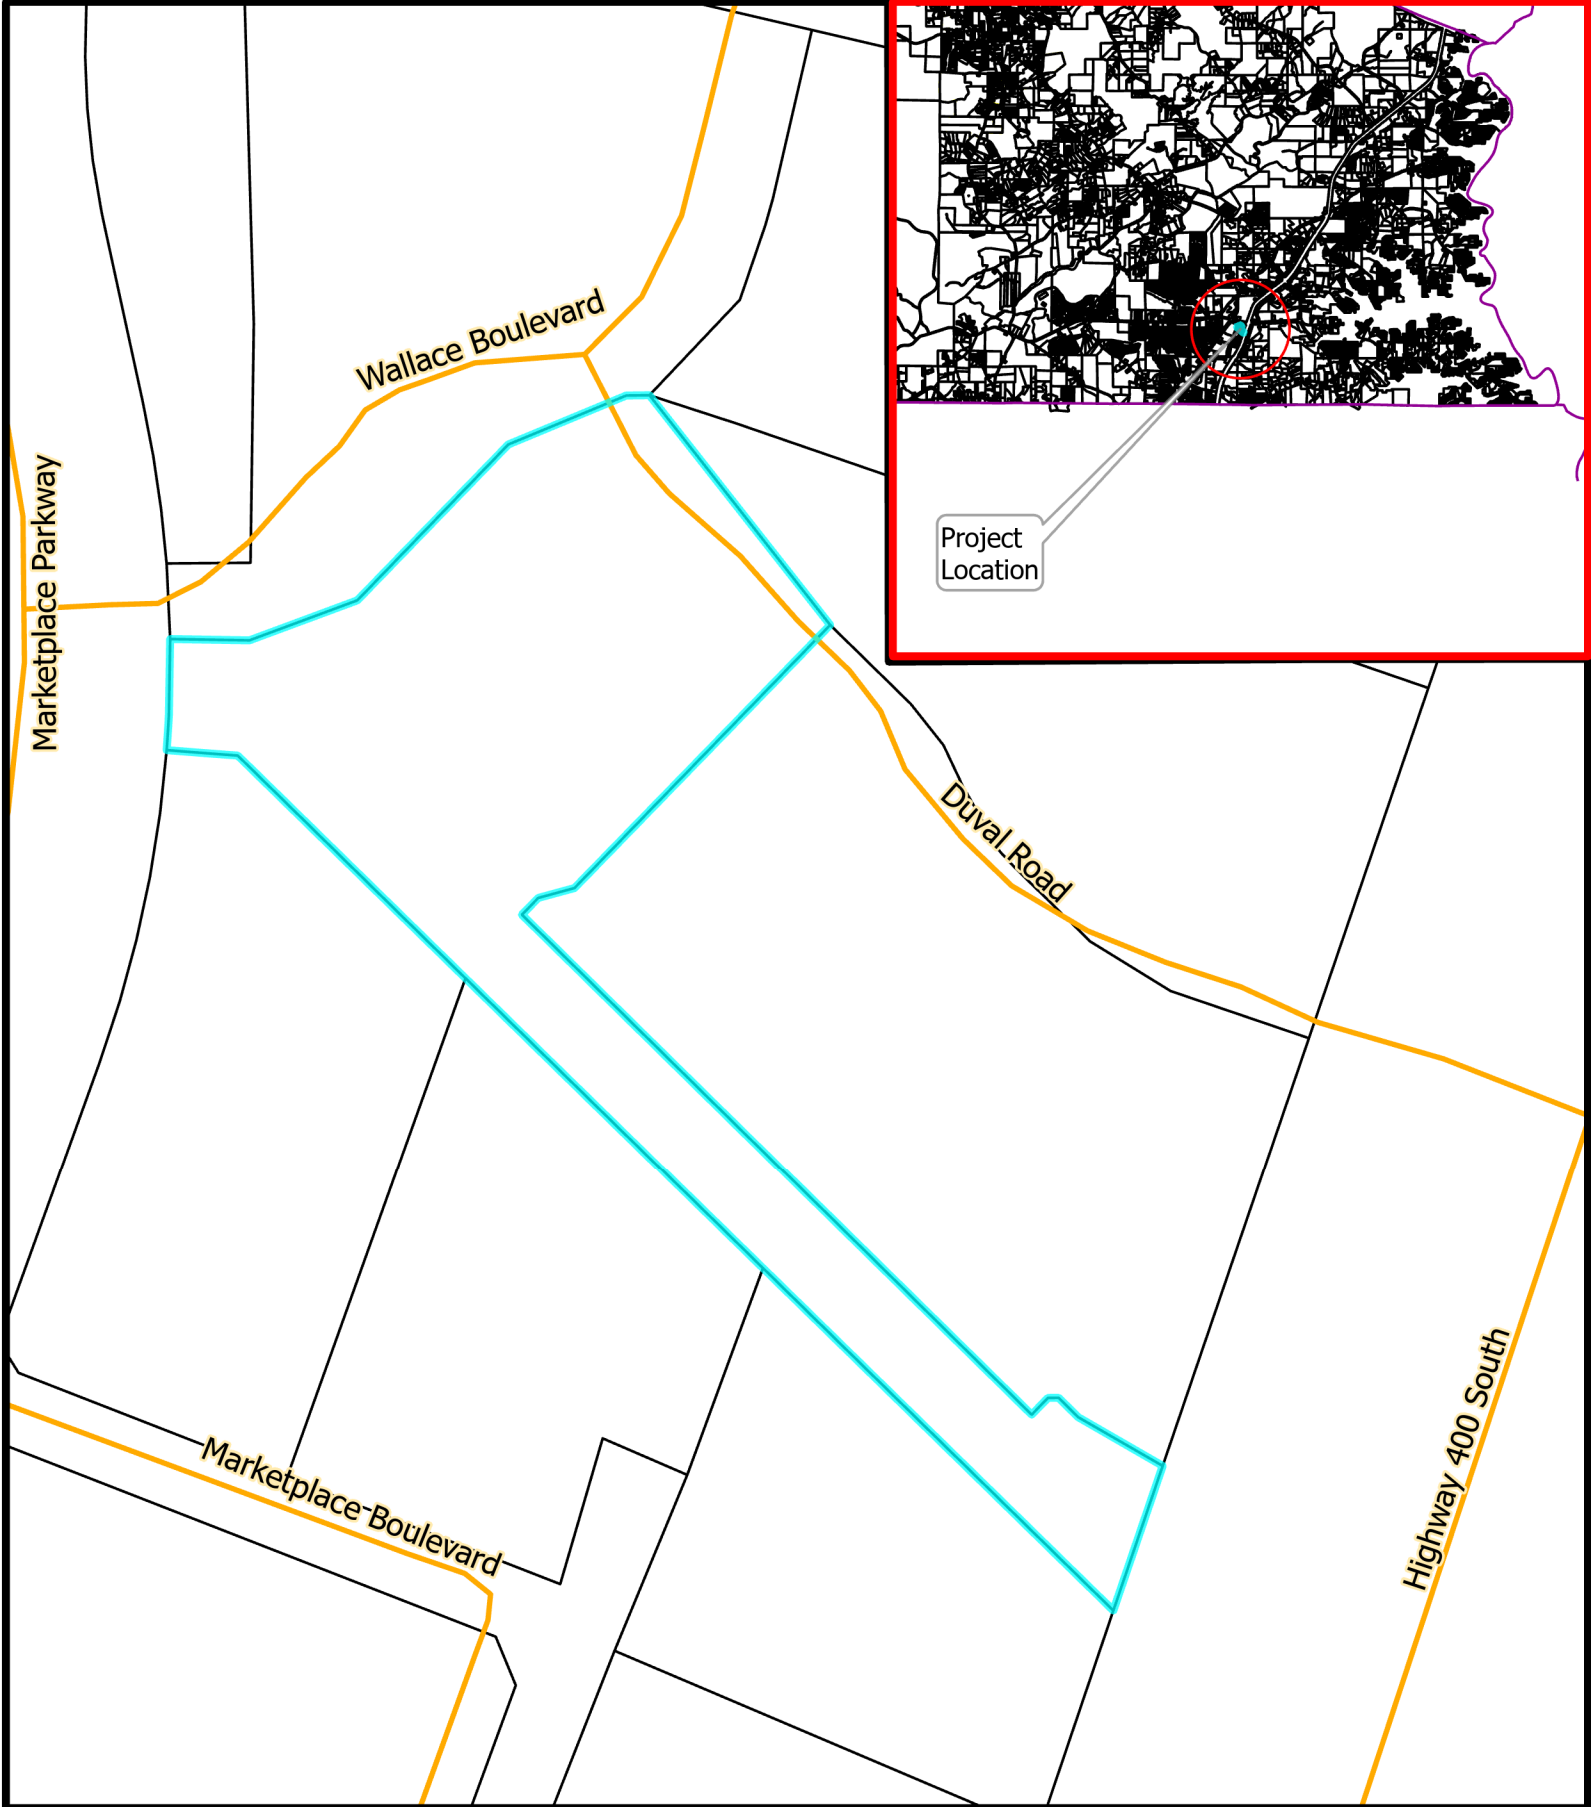 Wallace Boulevard
Marketplace Parkway
Project
Location
Duval Road
Highway 400 South
Marketplace Boulevard